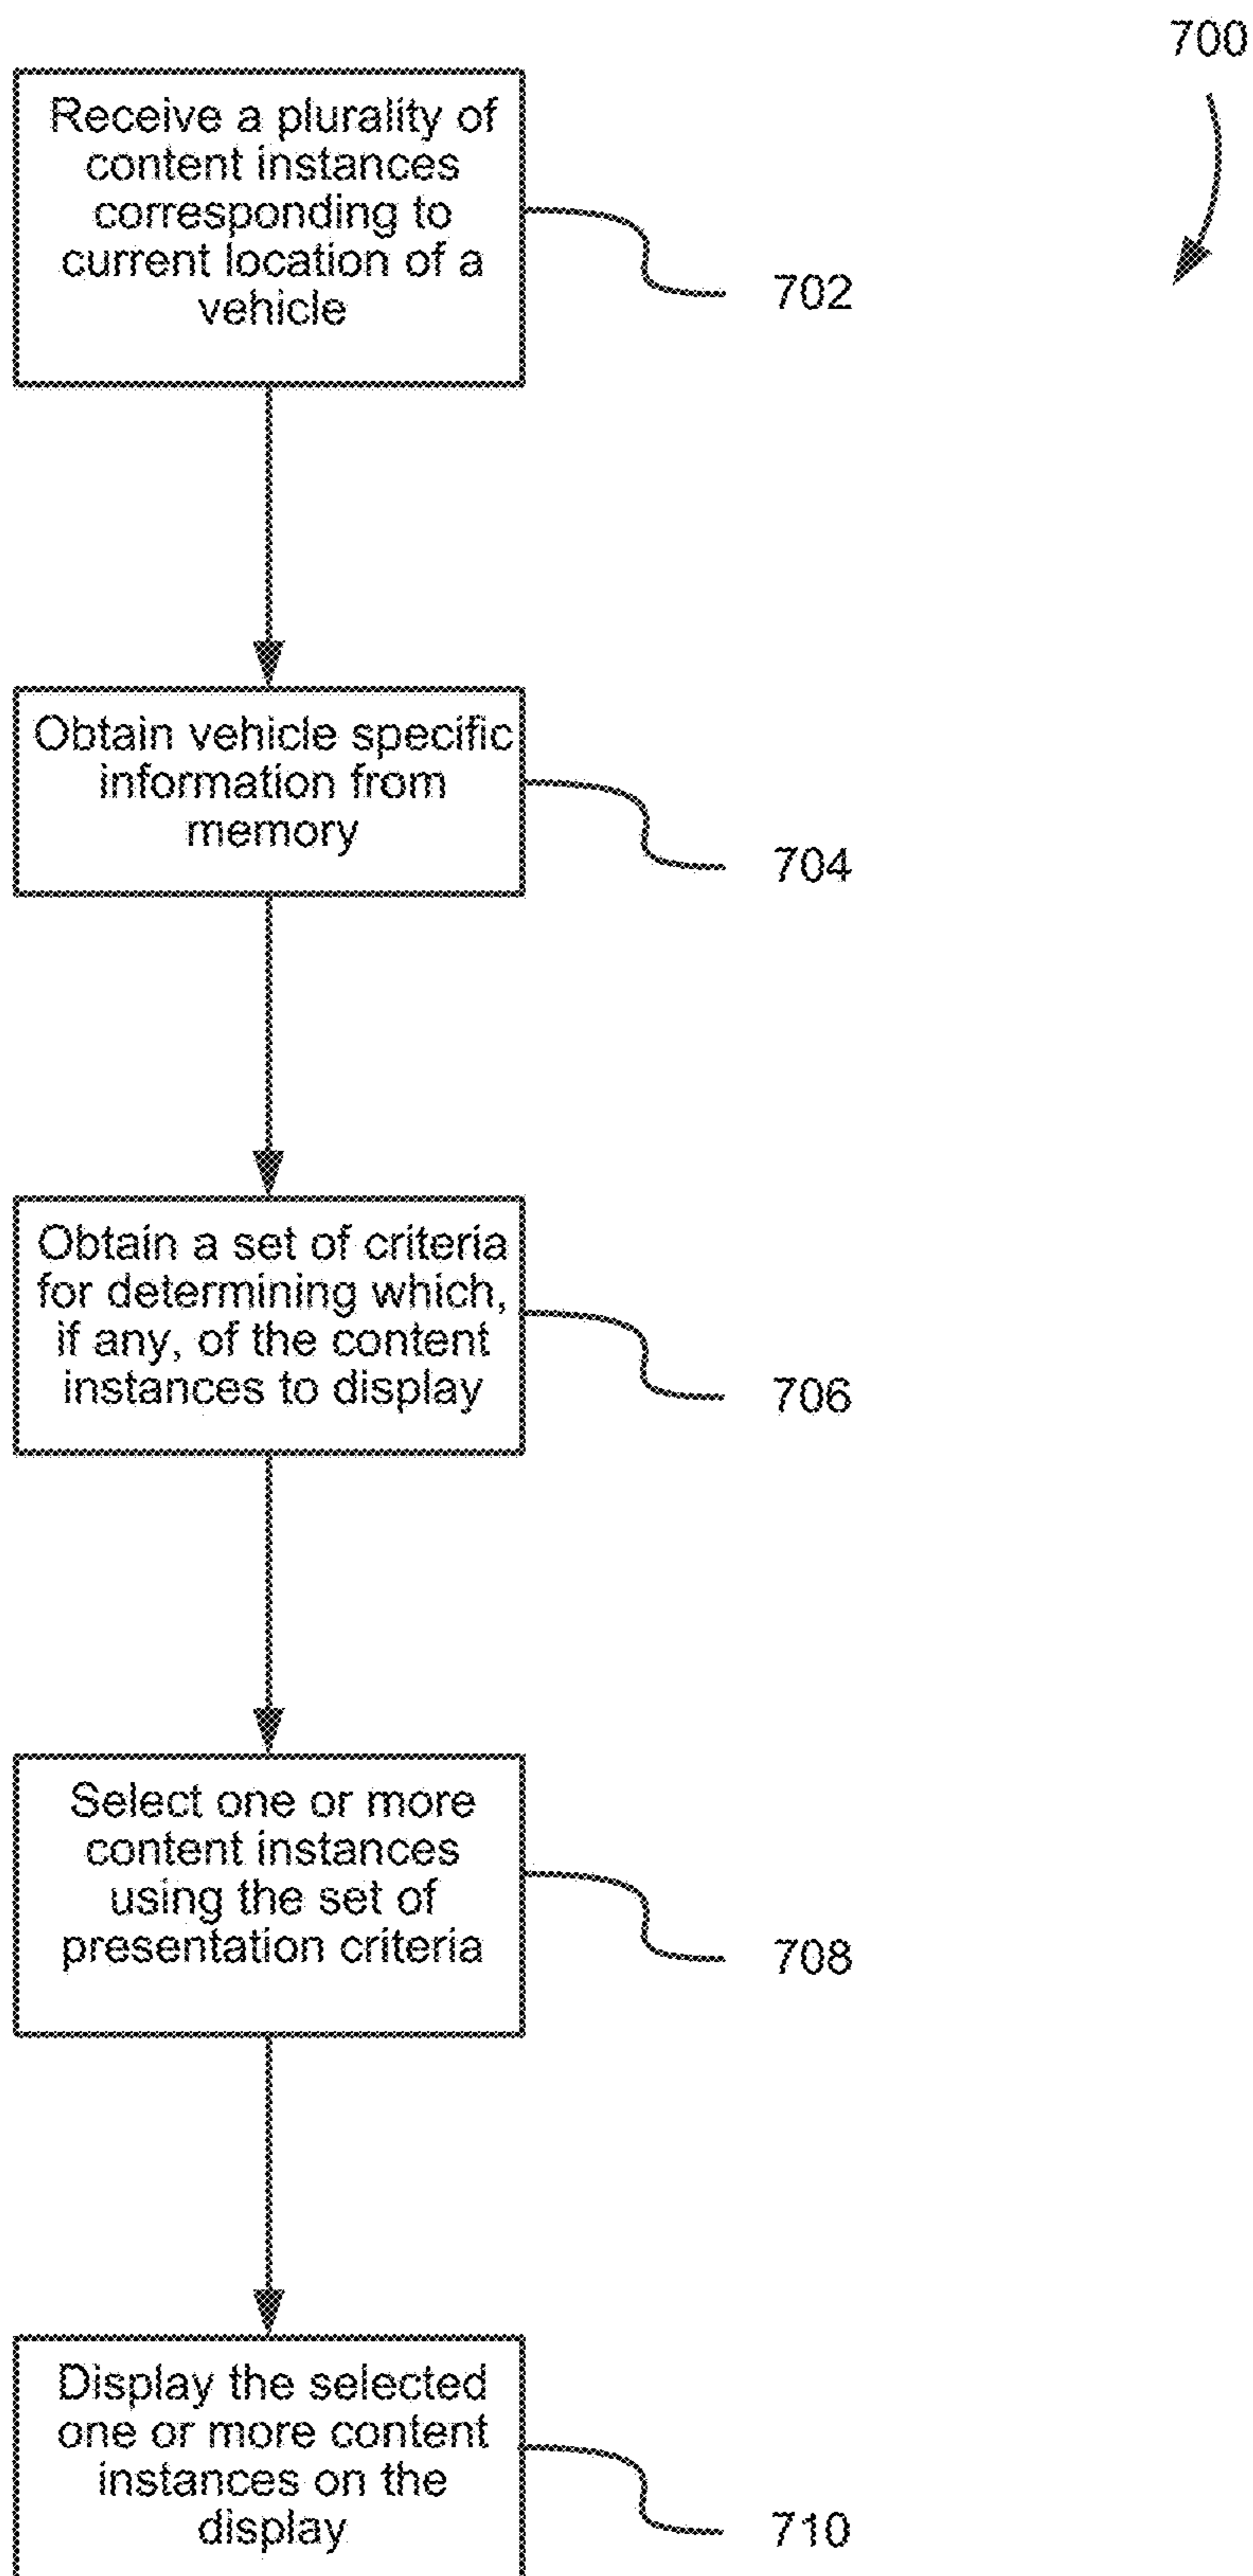 700
Receive a plurality of
content instances
corresponding to
current location of a
vehicle
702
Obtain vehicle specific
information from
memory
704
Obtain a set of criteria
for determining which,
if any, of the content
instances to display
706
Select one or more
content instances
using the set of
presentation criteria
708
Display the selected
one or more content
instances on the
display
710